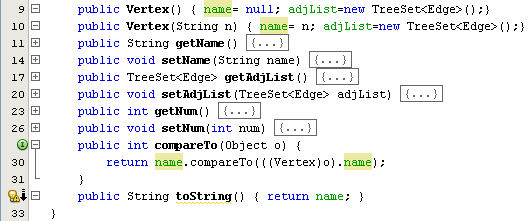 9 public Vertex() { name= null; adjList=new TreeSet<Edge>();}
10 public Vertex(String n) { name= n; adjList=new TreeSet<Edge>();}
11 public String getName() {...}
14 public void setName(String name) {...}
17 public TreeSet<Edge> getAdjList() {...}
20 public void setAdjList(TreeSet<Edge> adjList) {...}
23 public int getNum() {...}
26 public void setNum(int num) {...}
public int compareTo(Object o) {
30 return name.compareTo(((Vertex)o).name);
31 }
public String toString() { return name; }
33 }